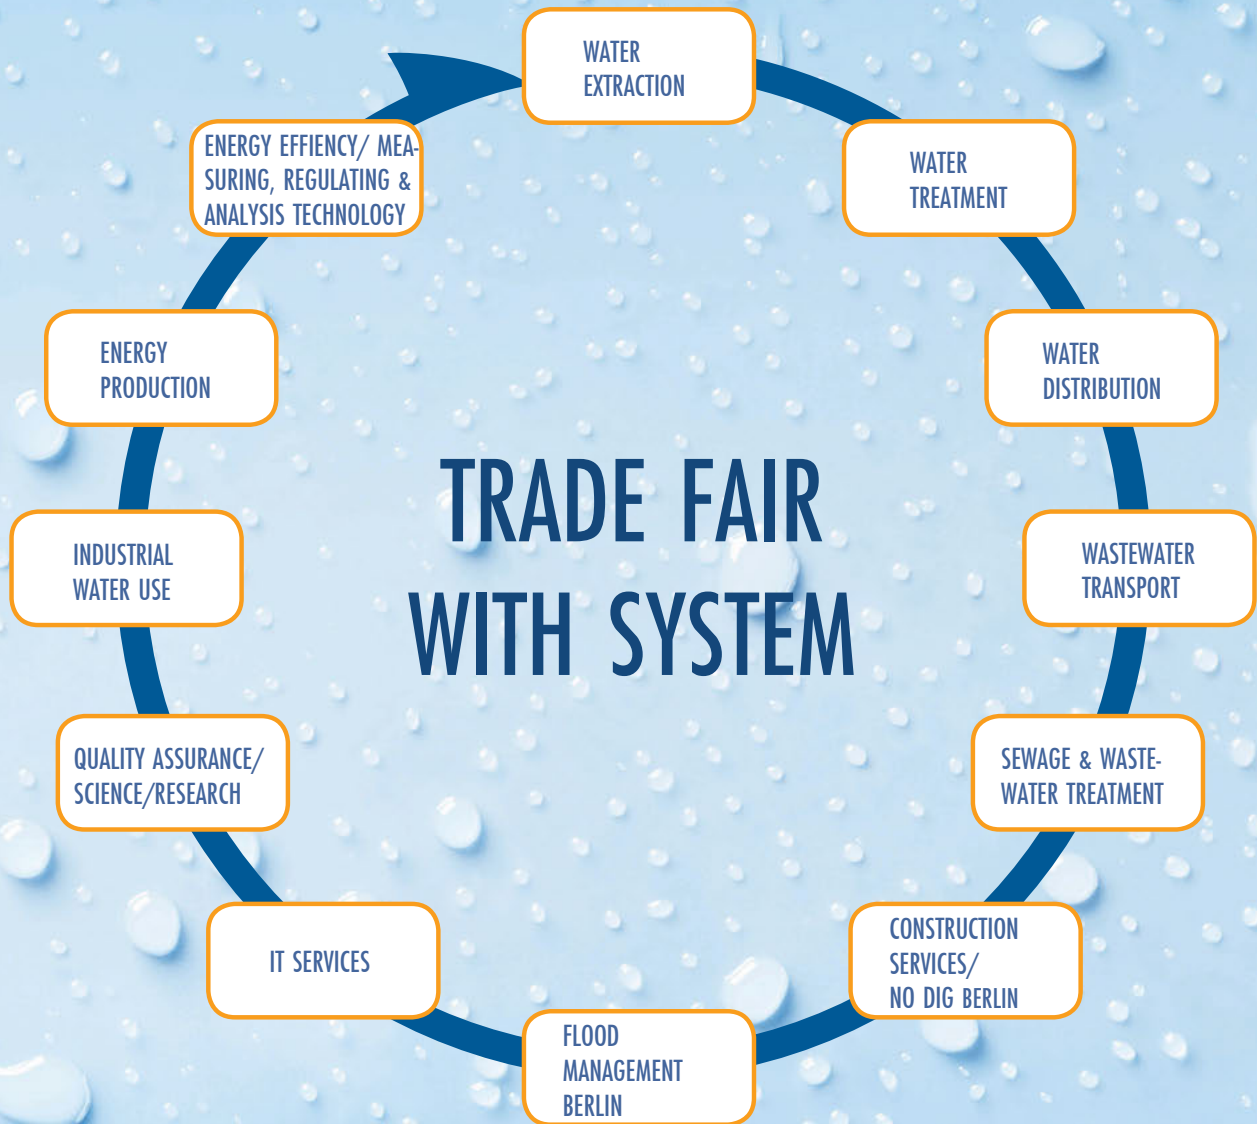 WATER
EXTRACTION
WATER
TREATMENT
WATER
DISTRIBUTION
WASTEWATER
TRANSPORT
SEWAGE & WASTE-
WATER TREATMENT
CONSTRUCTION
SERVICES/
NO DIG BERLIN
FLOOD
MANAGEMENT
BERLIN
IT SERVICES
QUALITY ASSURANCE/
SCIENCE/RESEARCH
INDUSTRIAL
WATER USE
ENERGY
PRODUCTION
ENERGY EFFIENCY/ MEA-
SURING, REGULATING &
ANALYSIS TECHNOLOGY
TRADE FAIR
WITH SYSTEM